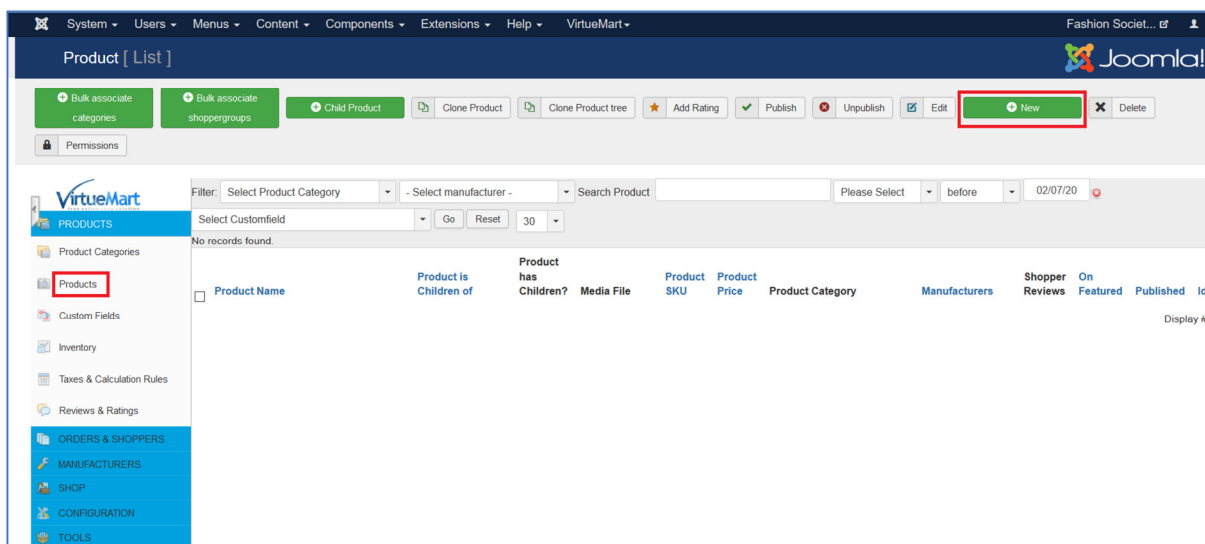 System Users Menus Content Components Extensions Help VirtueMart Fashion Societ...
Product [ List ] Joomla!
Bulk associate categories
Bulk associate shoppergroups
Child Product Clone Product Clone Product tree Add Rating Publish Unpublish Edit New Delete
Permissions
VirtueMart
Filter: Select Product Category - Select manufacturer - Search Product Please Select before 02/07/20
PRODUCTS
Select Customfield Go Reset 30
No records found.
Product Categories
Products
Custom Fields
Inventory
Taxes & Calculation Rules
Reviews & Ratings
ORDERS & SHOPPERS
MANUFACTURERS
SHOP
CONFIGURATION
TOOLS
Product Name
Product is Children of
Product has Children?
Media File
Product SKU
Product Price
Product Category
Manufacturers
Shopper Reviews
On Featured
Published
Display #